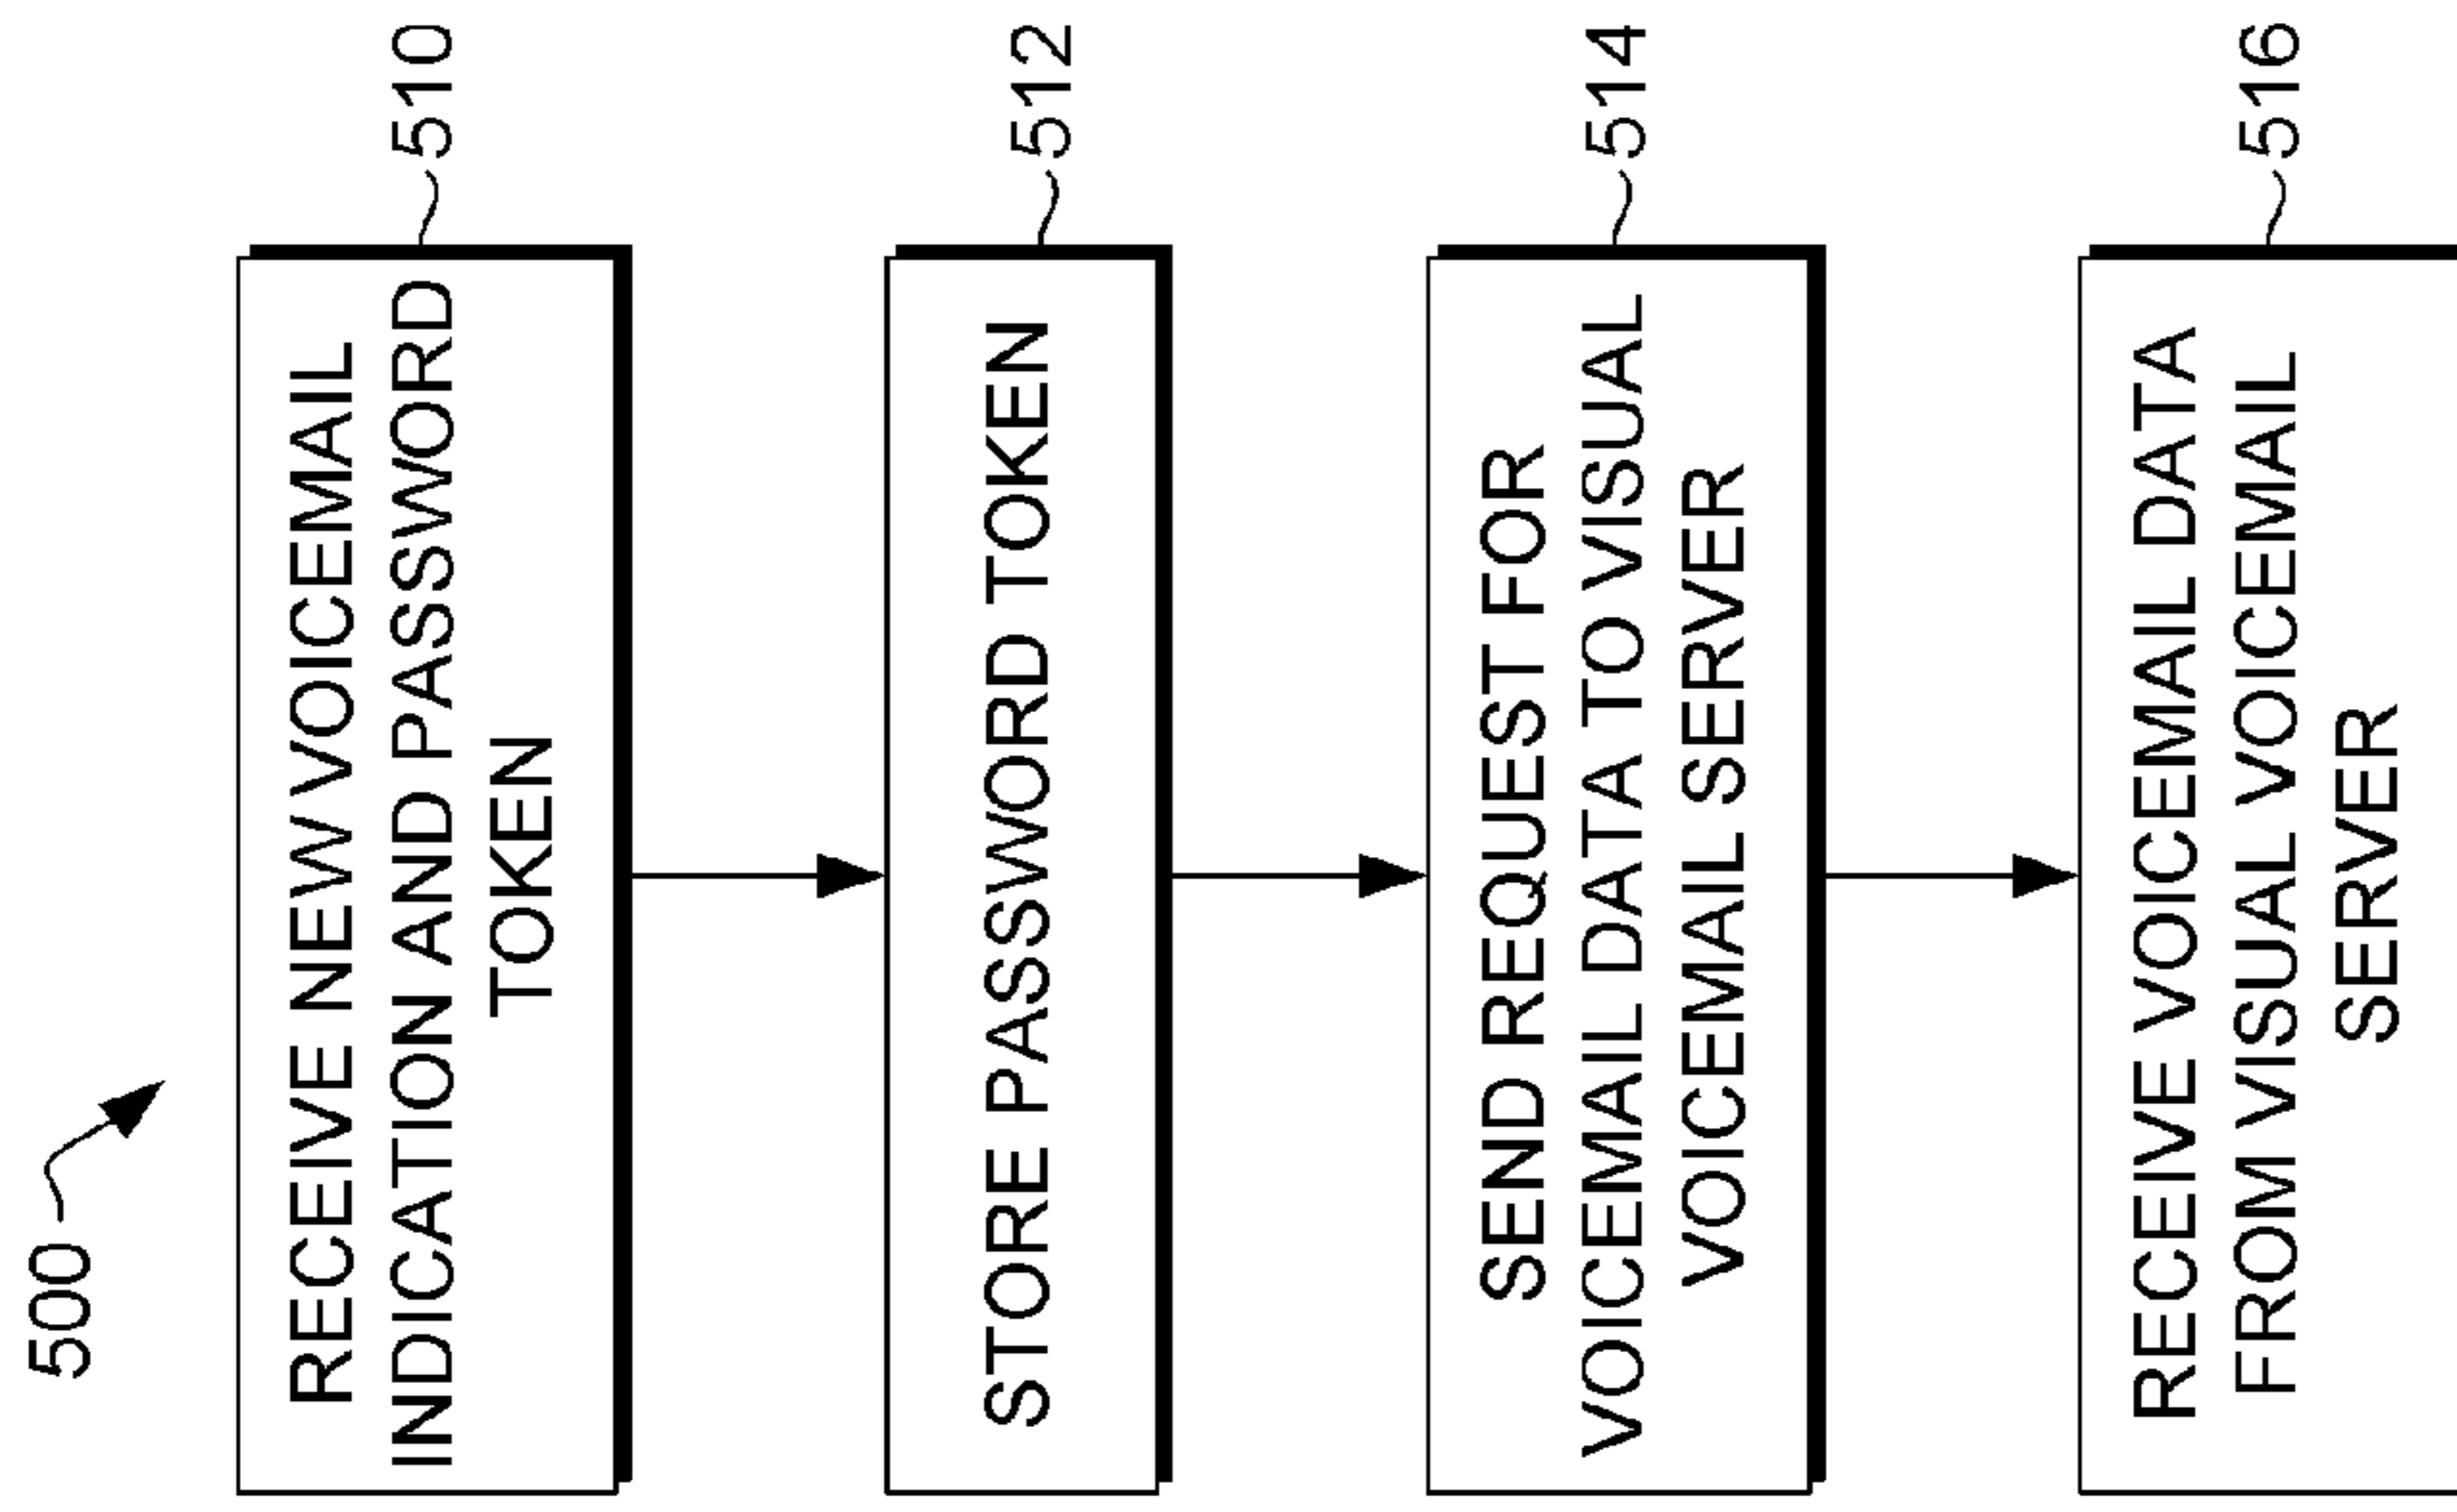 500
RECEIVE NEW VOICEMAIL
INDICATION AND PASSWORD
TOKEN
510
STORE PASSWORD TOKEN
512
SEND REQUEST FOR
VOICEMAIL DATA TO VISUAL
VOICEMAIL SERVER
514
RECEIVE VOICEMAIL DATA
FROM VISUAL VOICEMAIL
SERVER
516